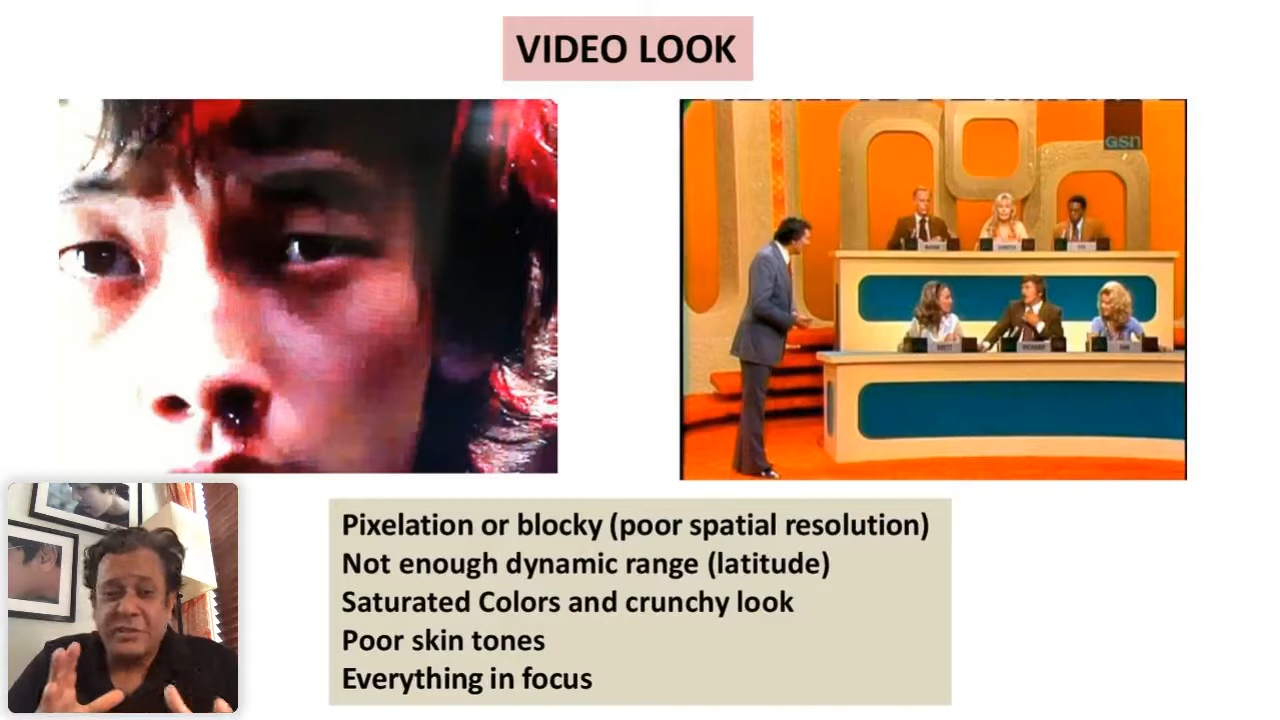 VIDEO LOOK
GSN
RICHARD
Pixelation or blocky (poor spatial resolution)
Not enough dynamic range (latitude)
Saturated Colors and crunchy look
Poor skin tones
Everything in focus